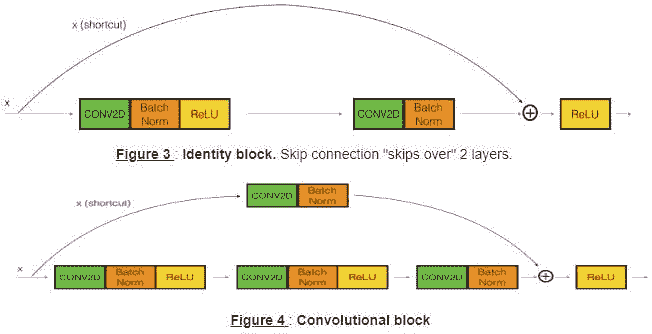 x (shortcut)
x
CONV2D Batch Norm ReLU CONV2D Batch Norm ReLU
Figure 3 : Identity block. Skip connection "skips over" 2 layers.
CONV2D Batch Norm
x (shortcut)
x
CONV2D Batch Norm ReLU CONV2D Batch Norm ReLU CONV2D Batch Norm ReLU
Figure 4 : Convolutional block